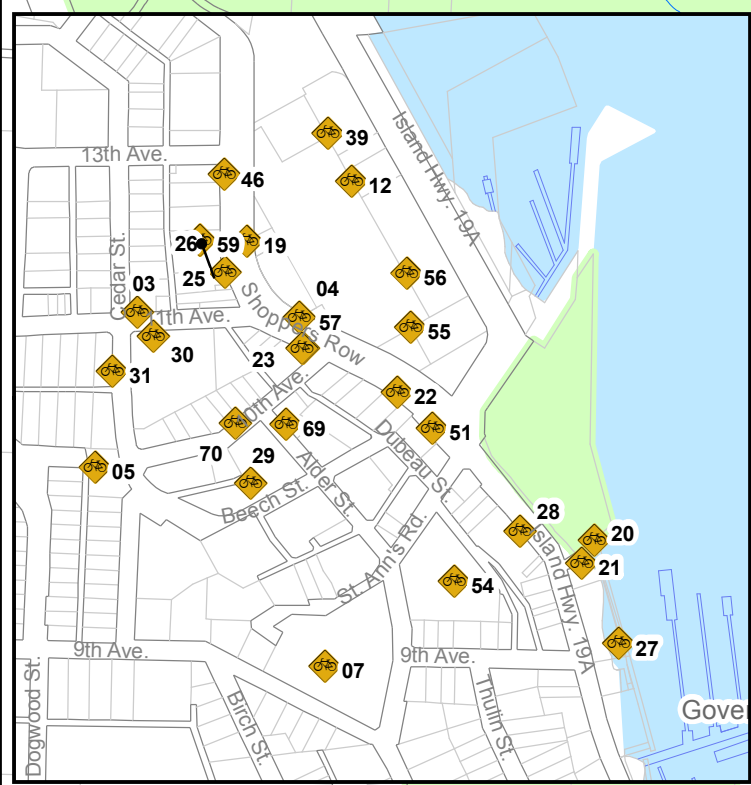 39
Island Hwy. 19A
13th Ave.
46
12
26
59
19
25
56
Cedar St.
03
04
Shoppers Row
1th Ave.
57
55
30
23
31
22
10th Ave.
51
69
70
29
Dubeau St.
05
Alder St.
Beech St.
28
Island Hwy. 19A
20
21
St. Ann's Rd.
54
27
9th Ave.
9th Ave.
07
Dogwood St.
Birch St.
Thulin St.
Gover